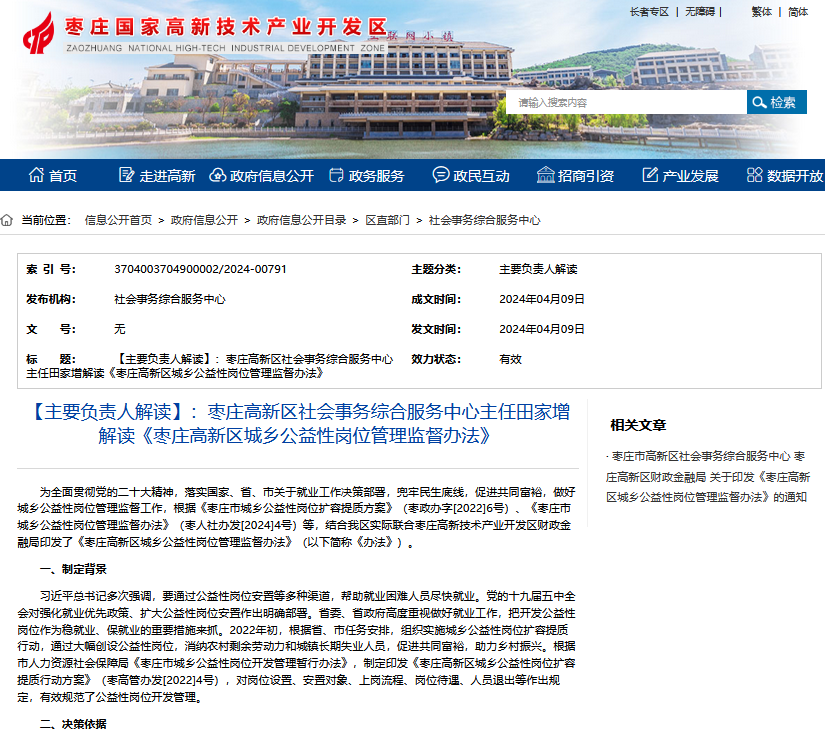 长者专区 | 无障碍 | 繁体 | 简体
枣庄国家高新技术产业开发区
ZAOZHUANG NATIONAL HIGH-TECH INDUSTRIAL DEVELOPMENT ZONE
互联网小镇
请输入搜索内容
检索
首页 走进高新 政府信息公开 政务服务 政民互动 招商引资 产业发展 数据开放
当前位置： 信息公开首页 > 政府信息公开 > 政府信息公开目录 > 区直部门 > 社会事务综合服务中心
索 引 号： 3704003704900002/2024-00791 主题分类： 主要负责人解读
发布机构： 社会事务综合服务中心 成文时间： 2024年04月09日
文 号： 无 发文时间： 2024年04月09日
标 题： 【主要负责人解读】：枣庄高新区社会事务综合服务中心 效力状态： 有效
主任田家增解读《枣庄高新区城乡公益性岗位管理监督办法》
【主要负责人解读】：枣庄高新区社会事务综合服务中心主任田家增
解读《枣庄高新区城乡公益性岗位管理监督办法》
为全面贯彻党的二十大精神，落实国家、省、市关于就业工作决策部署，兜牢民生底线，促进共同富裕，做好
城乡公益性岗位管理监督工作，根据《枣庄市城乡公益性岗位扩容提质方案》（枣政办字[2022]6号）、《枣庄市
城乡公益性岗位管理监督办法》（枣人社办发[2024]4号）等，结合我区实际联合枣庄高新技术产业开发区财政金
融局印发了《枣庄高新区城乡公益性岗位管理监督办法》（以下简称《办法》）。
一、制定背景
习近平总书记多次强调，要通过公益性岗位安置等多种渠道，帮助就业困难人员尽快就业。党的十九届五中全
会对强化就业优先政策、扩大公益性岗位安置作出明确部署。省委、省政府高度重视做好就业工作，把开发公益性
岗位作为稳就业、保就业的重要措施来抓。2022年初，根据省、市任务安排，组织实施城乡公益性岗位扩容提质
行动，通过大幅创设公益性岗位，消纳农村剩余劳动力和城镇长期失业人员，促进共同富裕，助力乡村振兴。根据
市人力资源社会保障局《枣庄市城乡公益性岗位开发管理暂行办法》，制定印发《枣庄高新区城乡公益性岗位扩容
提质行动方案》（枣高管办发[2022]4号），对岗位设置、安置对象、上岗流程、岗位待遇、人员退出等作出规
定，有效规范了公益性岗位开发管理。
二、决策依据
相关文章
· 枣庄市高新区社会事务综合服务中心 枣
庄高新区财政金融局 关于印发《枣庄高新
区城乡公益性岗位管理监督办法》的通知